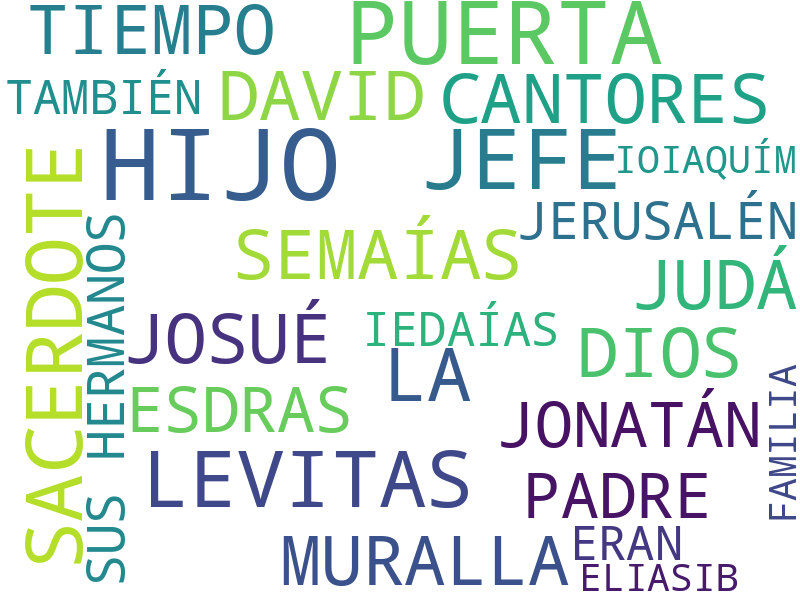 TIEMPO
PUERTA
TAMBIÉN
DAVID
CANTORES
HIJO
JEFE
IOIAQUÍM
SACERDOTE
SUS HERMANOS
JERUSALÉN
SEMAÍAS
JUDÁ
JOSUÉ
IEDAÍAS
DIOS
LA
ESDRAS
JONATÁN
FAMILIA
LEVITAS
PADRE
MURALLA
ERAN
ELIASIB